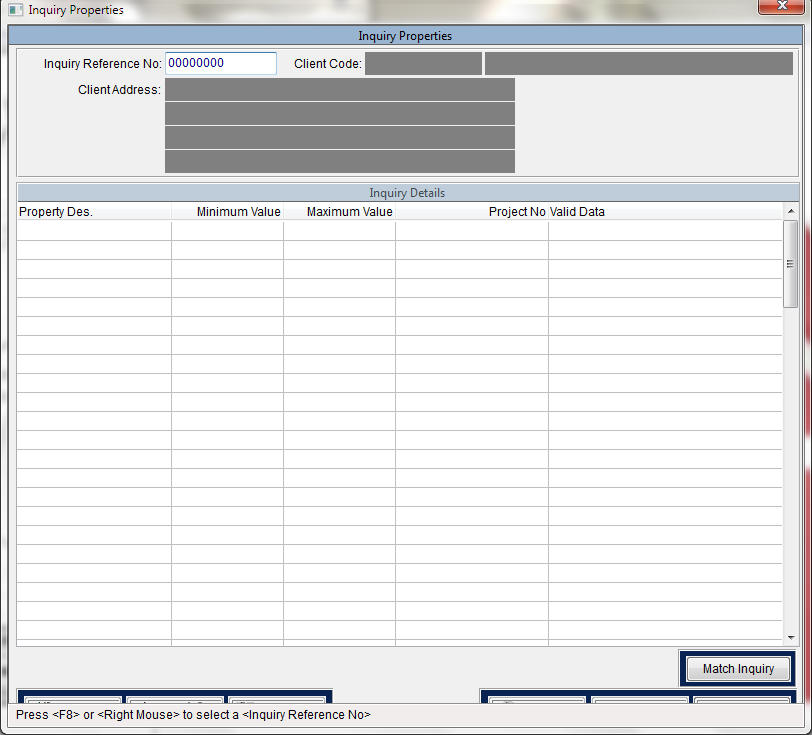 Inquiry Properties
Inquiry Properties
Inquiry Reference No: 00000000 Client Code:
Client Address:
Inquiry Details
Property Des. Minimum Value Maximum Value Project No Valid Data
Match Inquiry
Press <F8> or <Right Mouse> to select a <Inquiry Reference No>